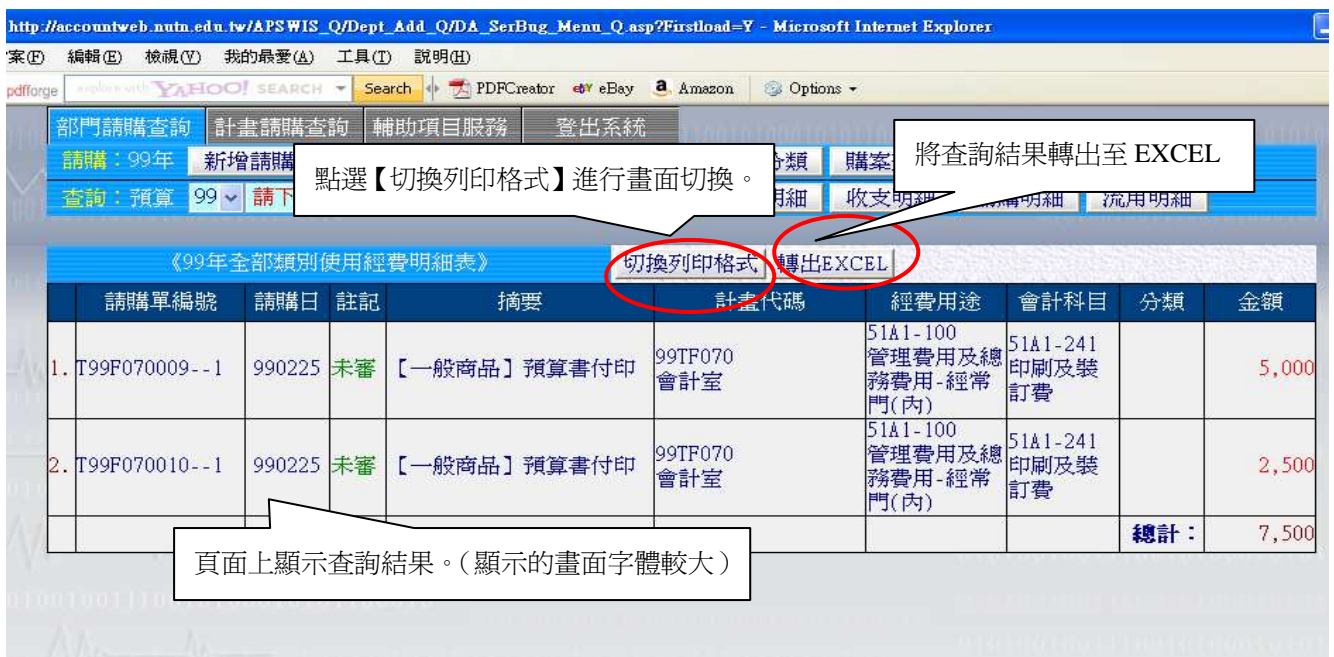 http://accountweb.nutn.edu.tw/APSWIS_Q/Dept_Add_Q/DA_SerBug_Menu_Q.asp?Firstload=Y - Microsoft Internet Explorer
案(F) 編輯(E) 檢視(V) 我的最愛(A) 工具(T) 說明(H)
pdfforge YAHOO! SEARCH Search PDFCreator eBay Amazon Options
部門請購查詢 計畫請購查詢 輔助項目服務 登出系統
請購：99年 新增請購 分類 購案
查詢：預算 99 請下 明細 收支明細 請購明細 流用明細
點選【切換列印格式】進行畫面切換。
將查詢結果轉出至 EXCEL
《99年全部類別使用經費明細表》 切換列印格式 轉出EXCEL
請購單編號 請購日 註記 摘要 計畫代碼 經費用途 會計科目 分類 金額
1. T99F070009--1 990225 未審 【一般商品】預算書付印 99TF070 會計室 51A1-100 管理費用及總務費用-經常門(內) 51A1-241 印刷及裝訂費 5,000
2. T99F070010--1 990225 未審 【一般商品】預算書付印 99TF070 會計室 51A1-100 管理費用及總務費用-經常門(內) 51A1-241 印刷及裝訂費 2,500
總計： 7,500
頁面上顯示查詢結果。（顯示的畫面字體較大）